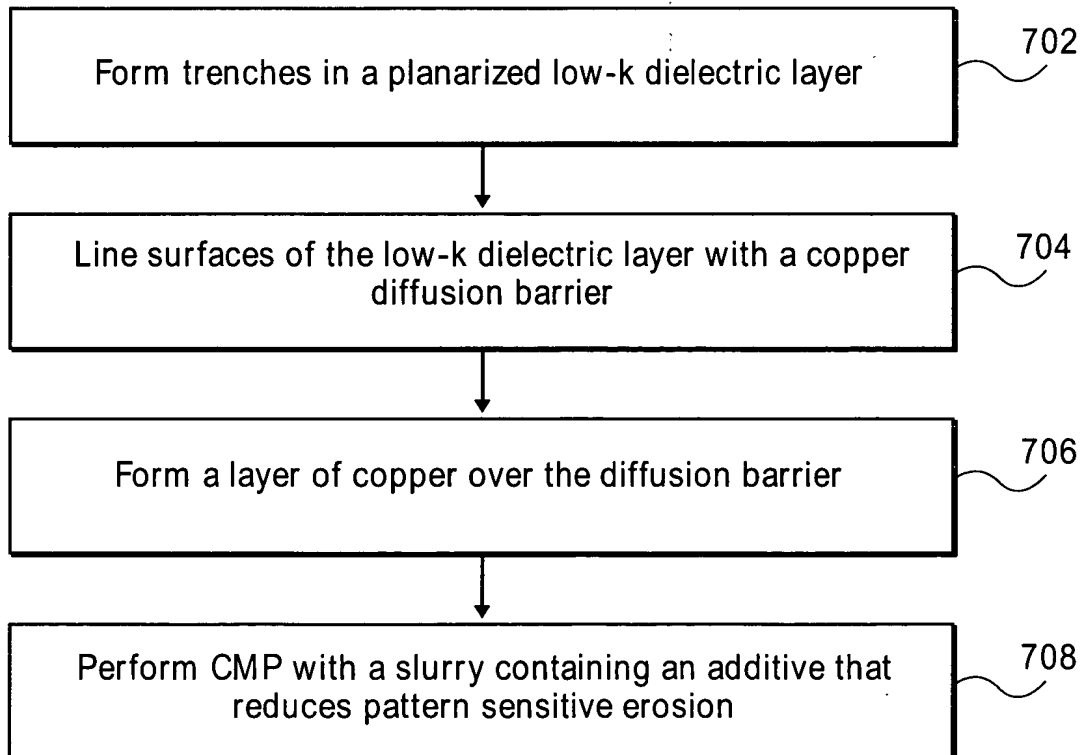 Form trenches in a planarized low-k dielectric layer
702
Line surfaces of the low-k dielectric layer with a copper
diffusion barrier
704
Form a layer of copper over the diffusion barrier
706
Perform CMP with a slurry containing an additive that
reduces pattern sensitive erosion
708